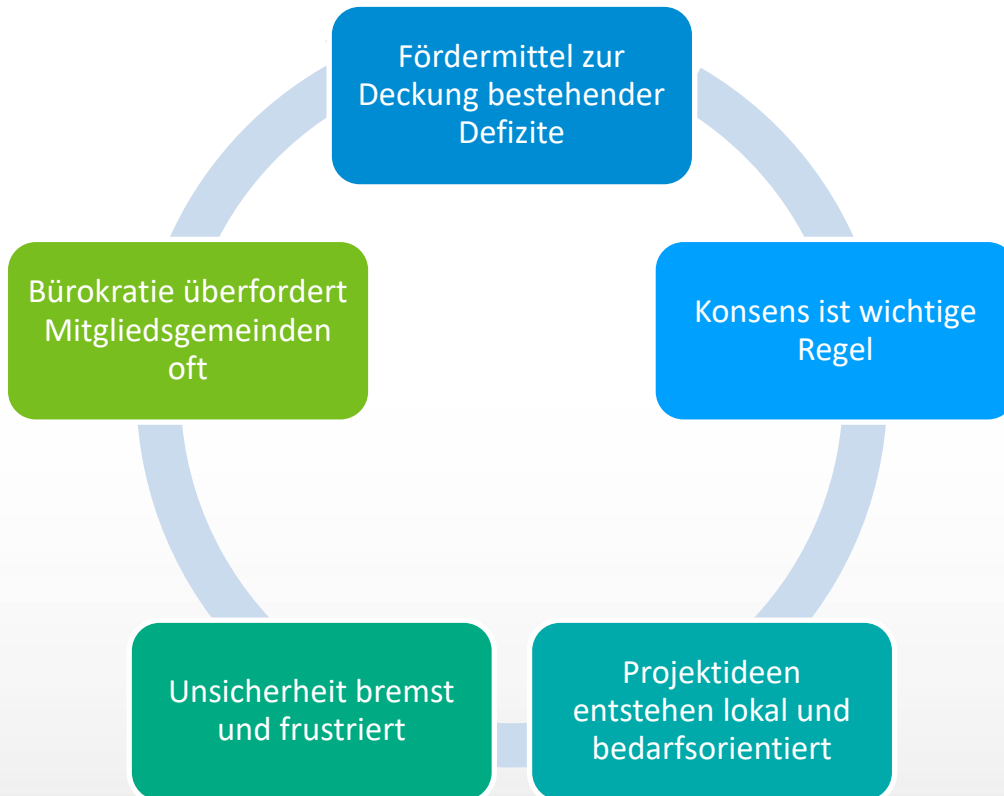 Fördermittel zur
Deckung bestehender
Defizite
Konsens ist wichtige
Regel
Projektideen
entstehen lokal und
bedarfsorientiert
Unsicherheit bremst
und frustriert
Bürokratie überfordert
Mitgliedsgemeinden
oft